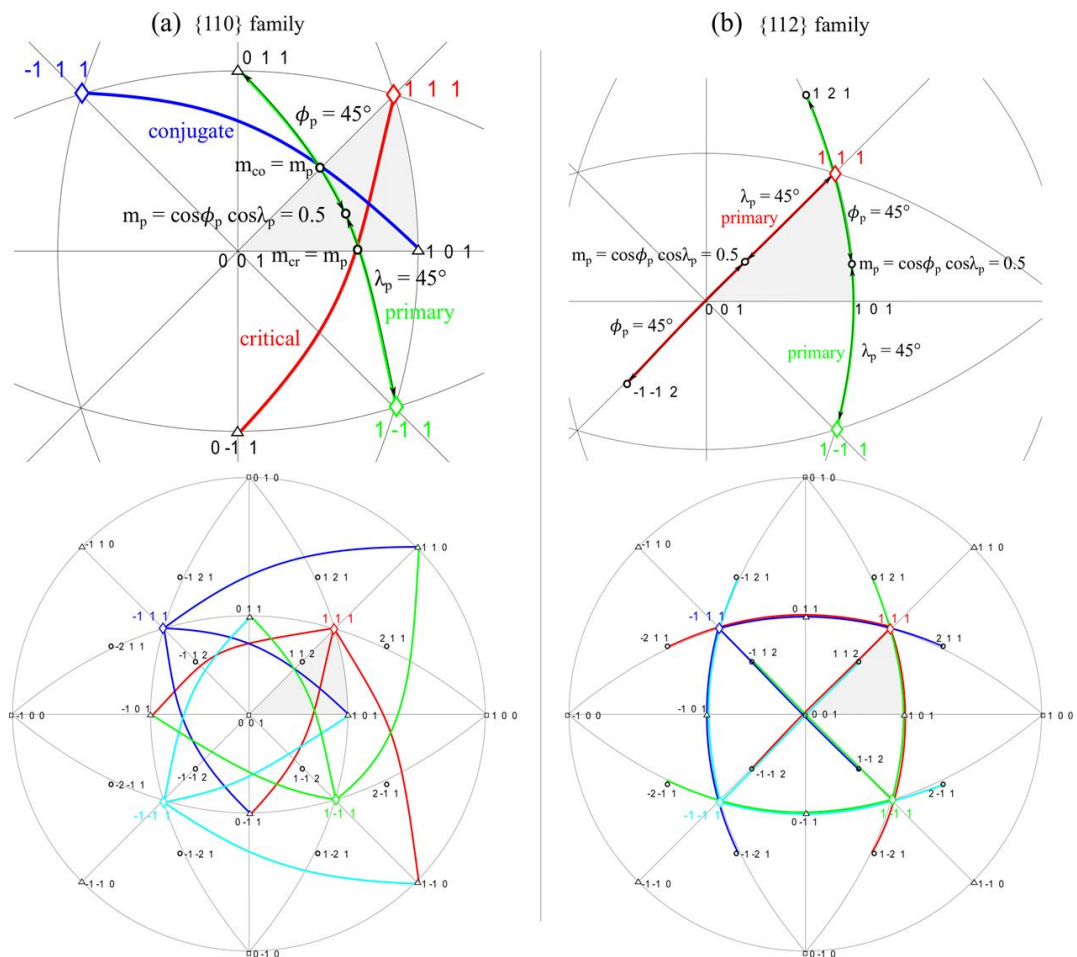 (a) {110} family
-1 1 1
0 1 1
1 1 1
ϕp = 45°
conjugate
mco = mp
mp = cosϕp cosλp = 0.5
0 0 1
mcr = mp
1 0 1
λp = 45°
primary
critical
0 -1 1
1 -1 1
(b) {112} family
1 2 1
1 1 1
λp = 45°
primary
ϕp = 45°
mp = cosϕp cosλp = 0.5
mp = cosϕp cosλp = 0.5
0 0 1
1 0 1
ϕp = 45°
primary
λp = 45°
-1 -1 2
1 -1 1
0 1 0
-1 1 0
1 1 0
-1 2 1
1 2 1
-1 1 1
0 1 1
1 1 1
-2 1 1
2 1 1
-1 1 2
1 1 2
-1 0 0
-1 0 1
0 0 1
1 0 1
1 0 0
-1 -1 2
1 -1 2
-2 -1 1
2 -1 1
-1 -1 1
0 -1 1
1 -1 1
-1 -2 1
1 -2 1
-1 -1 0
1 -1 0
0 -1 0
0 1 0
-1 1 0
1 1 0
-1 2 1
1 2 1
-1 1 1
0 1 1
1 1 1
-2 1 1
2 1 1
-1 1 2
1 1 2
-1 0 0
-1 0 1
0 0 1
1 0 1
1 0 0
-1 -1 2
1 -1 2
-2 -1 1
2 -1 1
-1 -1 1
0 -1 1
1 -1 1
-1 -2 1
1 -2 1
-1 -1 0
1 -1 0
0 -1 0